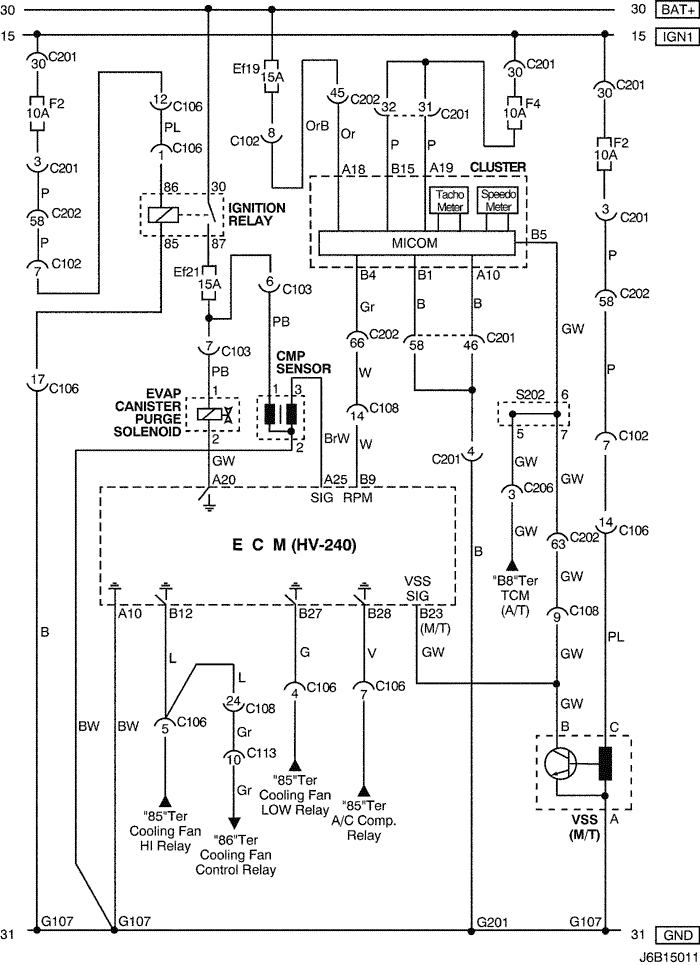 30 30 BAT+
15 15 IGN1
C201 30
F2 10A
3 C201
P
58 C202
P
7 C102
12 C106
PL
1 C106
Ef19 15A
C102 8
45 C202
OrB Or
32 31 C201
P P
C201 30
F4 10A
C201 30
F2 10A
3 C201
P
58 C202
P
7 C102
14 C106
PL
86 30
IGNITION
RELAY
85 87
Ef21 15A
6 C103
PB
7 C103
PB
A18 B15 A19 CLUSTER
Tacho
Meter
Speedo
Meter
MICOM
B5
B4 B1 A10
Gr B B
66 C202
58 46 C201
W
14 C108
W
GW
S202 6
5 7
GW GW
3 C206
GW
"B8"Ter
TCM
(A/T)
63 C202
GW
9 C108
GW
GW
17 C106
EVAP
CANISTER
PURGE
SOLENOID
1
2
GW
CMP
SENSOR
1 3
2
BrW
C201 4
B
A20 A25 B9
SIG RPM
E C M (HV-240)
VSS
SIG
A10 B12 B27 B28 B23
(M/T)
B
BW BW
L L
G V GW
5 C106
24 C108
Gr
10 C113
Gr
4 C106
7 C106
"85"Ter
Cooling Fan
HI Relay
"86"Ter
Cooling Fan
Control Relay
"85"Ter
Cooling Fan
LOW Relay
"85"Ter
A/C Comp.
Relay
B C
VSS
(M/T)
A
31 G107 G107 G201 G107 31 GND
J6B15011